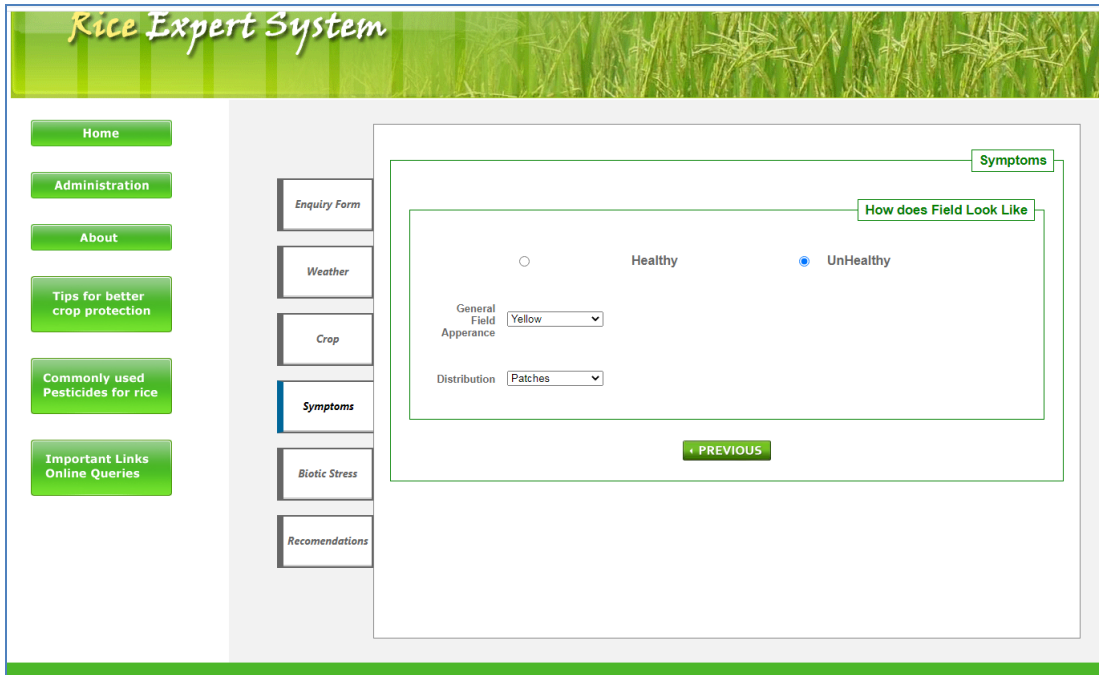 Rice Expert System
Home
Administration
About
Tips for better
crop protection
Commonly used
Pesticides for rice
Important Links
Online Queries
Enquiry Form
Weather
Crop
Symptoms
Biotic Stress
Recomendations
Symptoms
How does Field Look Like
Healthy
UnHealthy
General
Field
Apperance
Yellow
Distribution
Patches
PREVIOUS